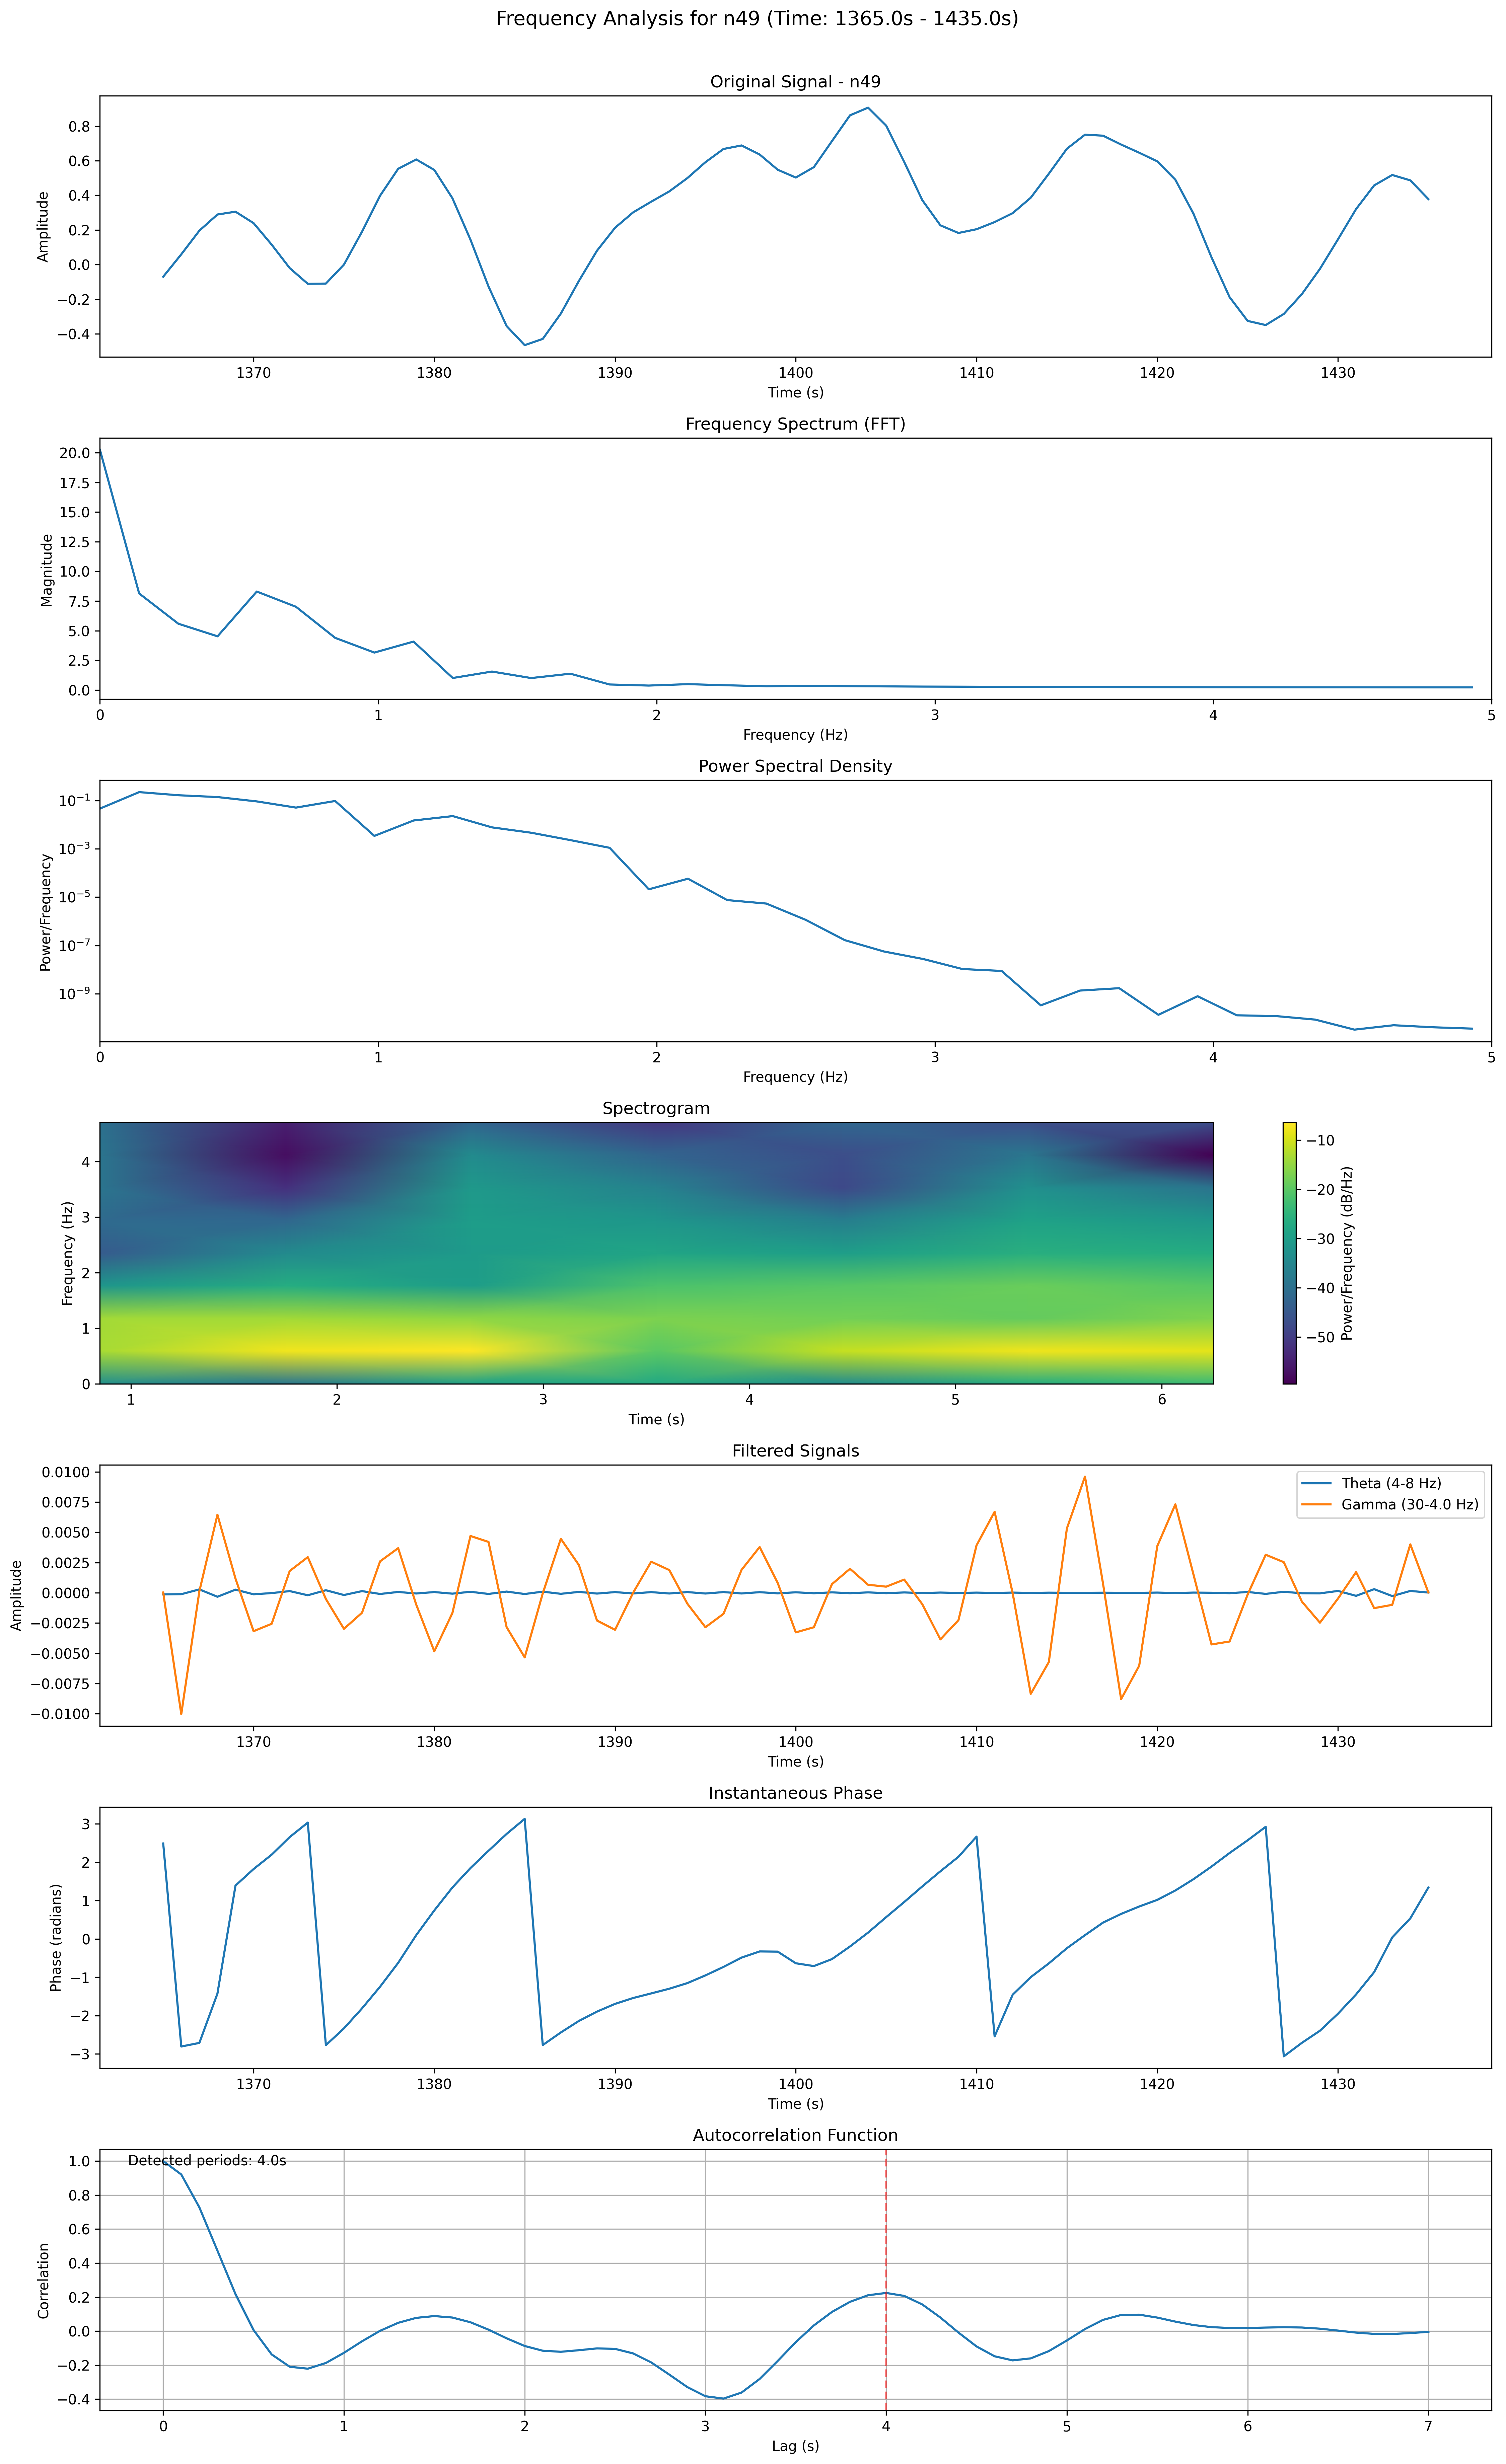 Frequency Analysis for n49 (Time: 1365.0s - 1435.0s)
Original Signal - n49
0.8
0.6
0.4
0.2
0.0
−0.2
−0.4
Amplitude
1370 1380 1390 1400 1410 1420 1430
Time (s)
Frequency Spectrum (FFT)
20.0
17.5
15.0
12.5
10.0
7.5
5.0
2.5
0.0
Magnitude
0 1 2 3 4 5
Frequency (Hz)
Power Spectral Density
10⁻¹
10⁻³
10⁻⁵
10⁻⁷
10⁻⁹
Power/Frequency
0 1 2 3 4 5
Frequency (Hz)
Spectrogram
4
3
2
1
0
Frequency (Hz)
1 2 3 4 5 6
Time (s)
−10
−20
−30
−40
−50
Power/Frequency (dB/Hz)
Filtered Signals
0.0100
0.0075
0.0050
0.0025
0.0000
−0.0025
−0.0050
−0.0075
−0.0100
Amplitude
Theta (4-8 Hz)
Gamma (30-4.0 Hz)
1370 1380 1390 1400 1410 1420 1430
Time (s)
Instantaneous Phase
3
2
1
0
−1
−2
−3
Phase (radians)
1370 1380 1390 1400 1410 1420 1430
Time (s)
Autocorrelation Function
Detected periods: 4.0s
1.0
0.8
0.6
0.4
0.2
0.0
−0.2
−0.4
Correlation
0 1 2 3 4 5 6 7
Lag (s)